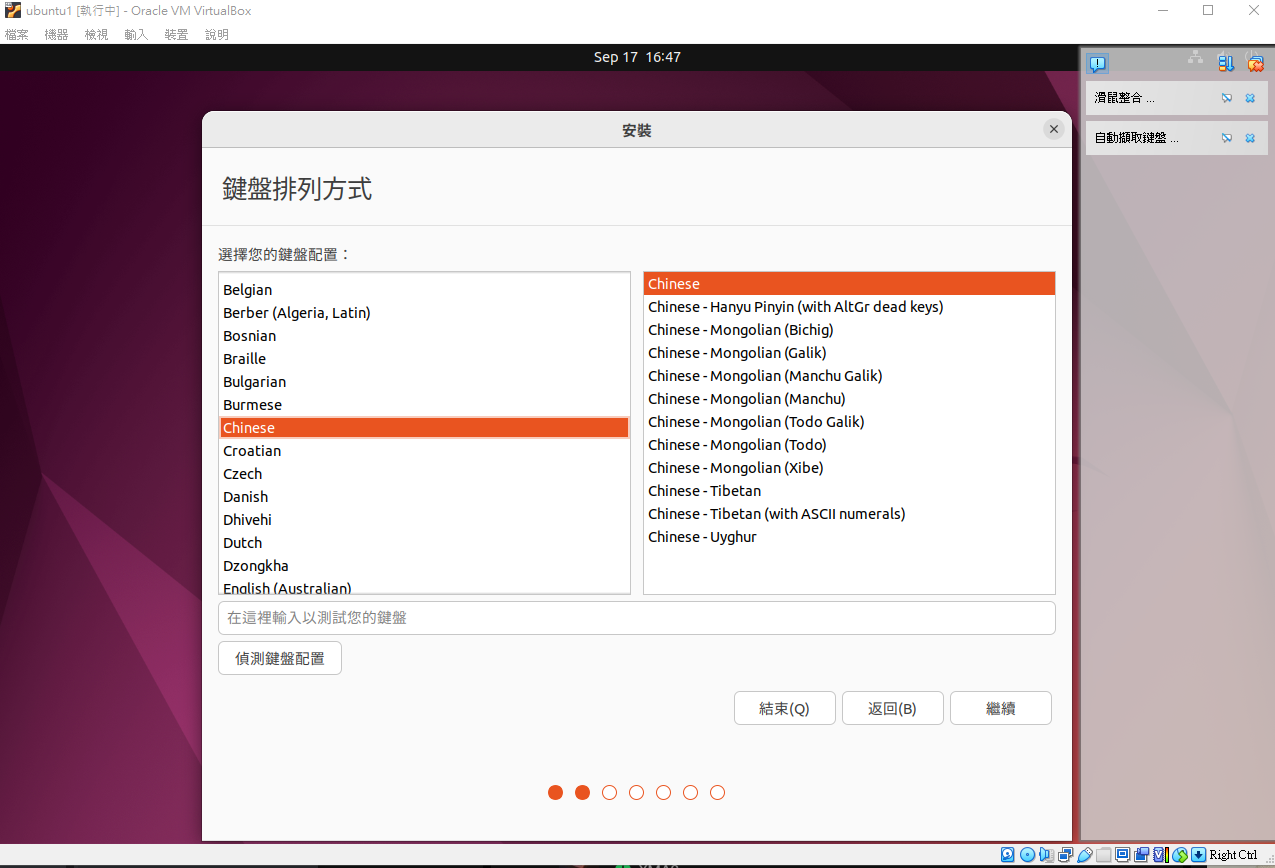 ubuntu1 [執行中] - Oracle VM VirtualBox
檔案 機器 檢視 輸入 裝置 說明
Sep 17 16:47
滑鼠整合 ...
自動擷取鍵盤 ...
安裝
鍵盤排列方式
選擇您的鍵盤配置：
Belgian
Berber (Algeria, Latin)
Bosnian
Braille
Bulgarian
Burmese
Chinese
Croatian
Czech
Danish
Dhivehi
Dutch
Dzongkha
English (Australian)
Chinese
Chinese - Hanyu Pinyin (with AltGr dead keys)
Chinese - Mongolian (Bichig)
Chinese - Mongolian (Galik)
Chinese - Mongolian (Manchu Galik)
Chinese - Mongolian (Manchu)
Chinese - Mongolian (Todo Galik)
Chinese - Mongolian (Todo)
Chinese - Mongolian (Xibe)
Chinese - Tibetan
Chinese - Tibetan (with ASCII numerals)
Chinese - Uyghur
在這裡輸入以測試您的鍵盤
偵測鍵盤配置
結束(Q) 返回(B) 繼續
Right Ctrl